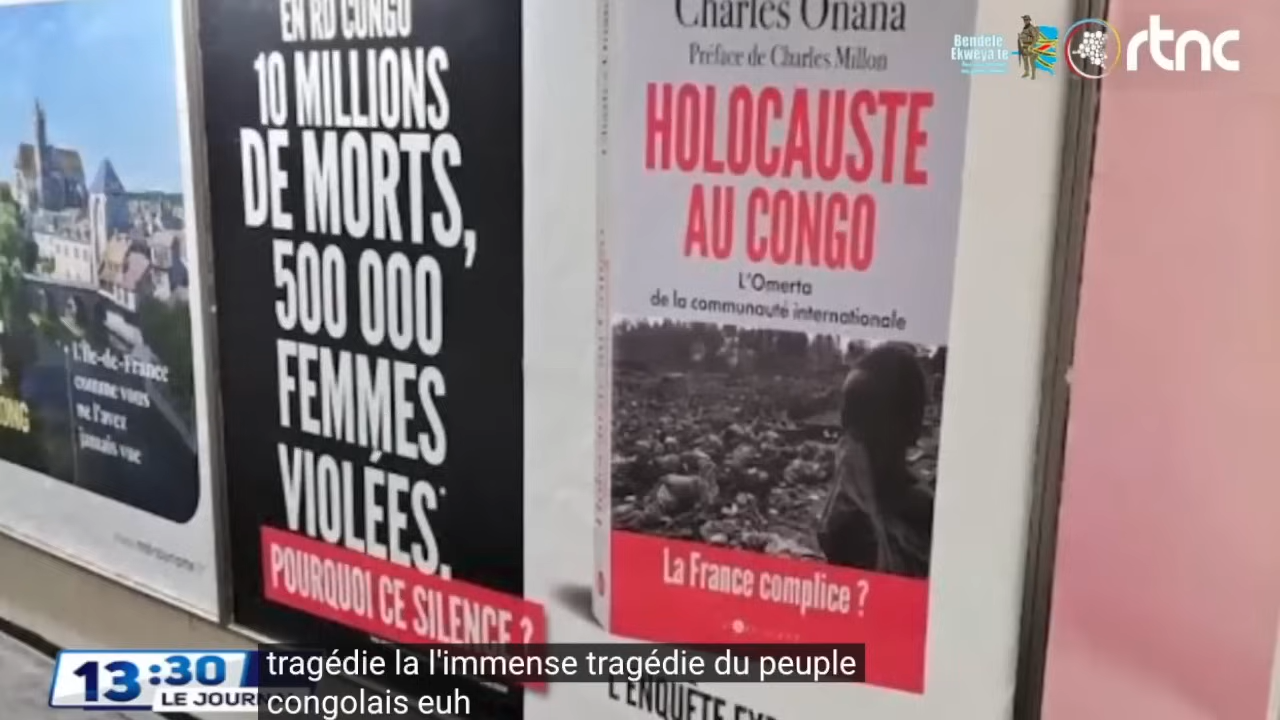 EN RD CONGO
10 MILLIONS
DE MORTS,
500 000
FEMMES
VIOLÉES*.
POURQUOI CE SILENCE ?
L'Île-de-France
comme vous
ne l'avez
jamais vue
Charles Onana
Préface de Charles Millon
HOLOCAUSTE
AU CONGO
L'Omerta
de la communauté internationale
La France complice ?
L'ENQUÊTE
Bendele
Ekweya te
rtnc
13:30
LE JOURN
tragédie la l'immense tragédie du peuple
congolais euh